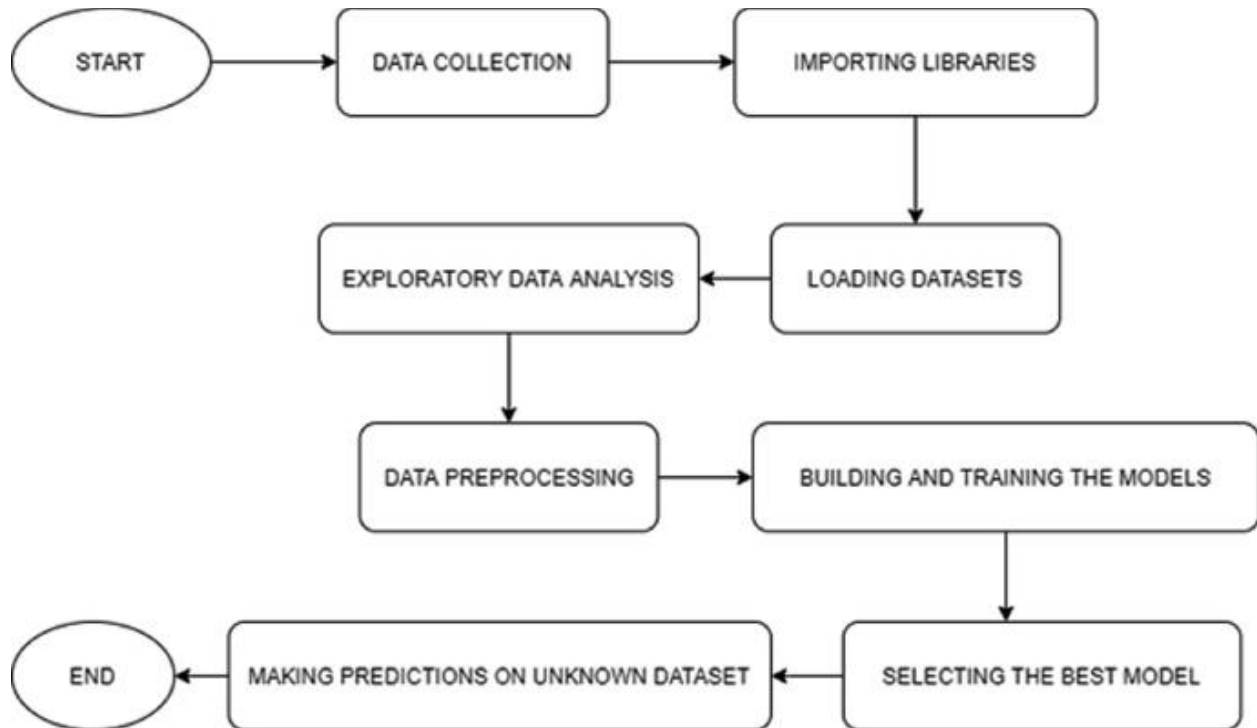 START
DATA COLLECTION
IMPORTING LIBRARIES
LOADING DATASETS
EXPLORATORY DATA ANALYSIS
DATA PREPROCESSING
BUILDING AND TRAINING THE MODELS
SELECTING THE BEST MODEL
MAKING PREDICTIONS ON UNKNOWN DATASET
END